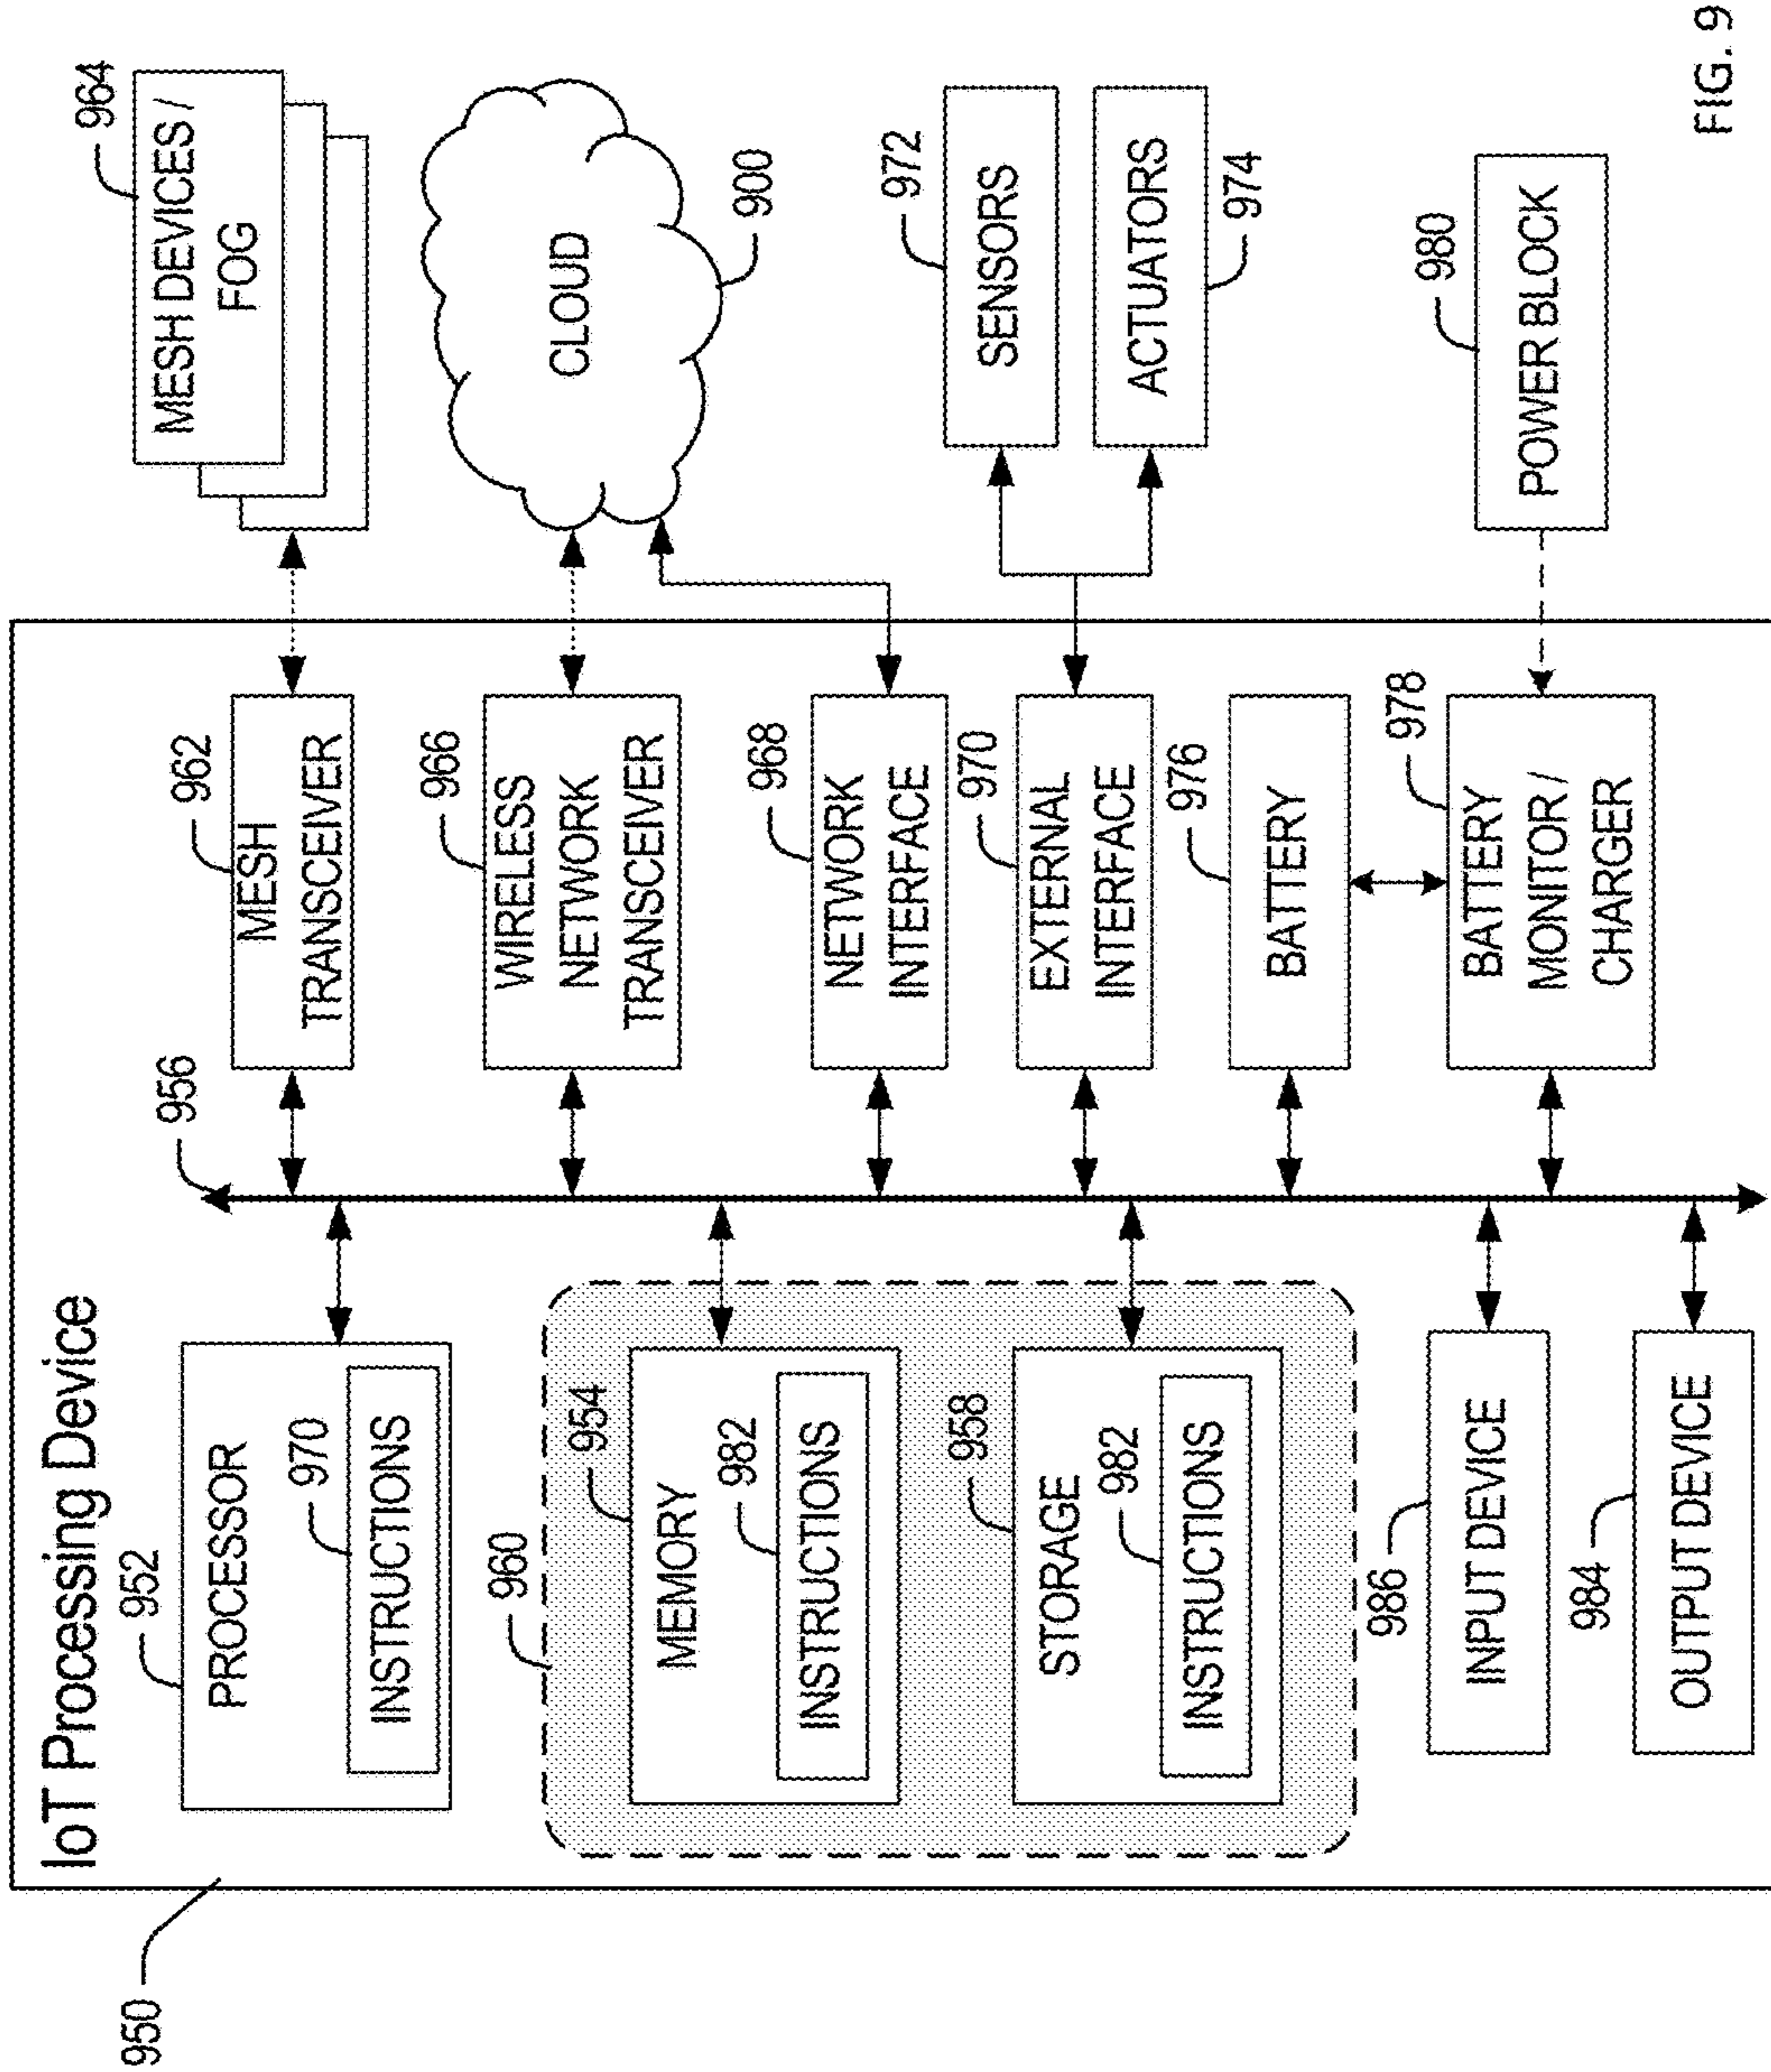 IoT Processing Device
950
952
PROCESSOR
970
INSTRUCTIONS
960
954
MEMORY
982
INSTRUCTIONS
958
STORAGE
982
INSTRUCTIONS
986
INPUT DEVICE
984
OUTPUT DEVICE
956
962
MESH
TRANSCEIVER
966
WIRELESS
NETWORK
TRANSCEIVER
968
NETWORK
INTERFACE
970
EXTERNAL
INTERFACE
976
BATTERY
978
BATTERY
MONITOR /
CHARGER
964
MESH DEVICES /
FOG
CLOUD
900
972
SENSORS
ACTUATORS
974
980
POWER BLOCK
FIG. 9